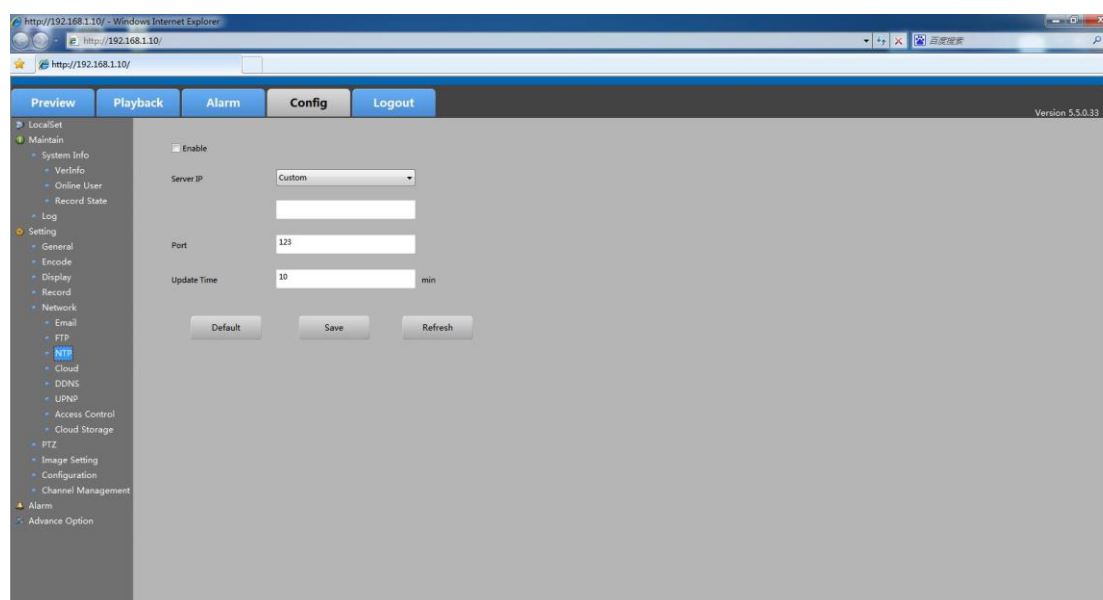 http://192.168.1.10/ - Windows Internet Explorer
http://192.168.1.10/
百度搜索
http://192.168.1.10/
Preview Playback Alarm Config Logout
Version 5.5.0.33
LocalSet
Maintain
System Info
VerInfo
Online User
Record State
Log
Setting
General
Encode
Display
Record
Network
Email
FTP
NTP
Cloud
DDNS
UPNP
Access Control
Cloud Storage
PTZ
Image Setting
Configuration
Channel Management
Alarm
Advance Option
Enable
Server IP Custom
Port 123
Update Time 10 min
Default Save Refresh